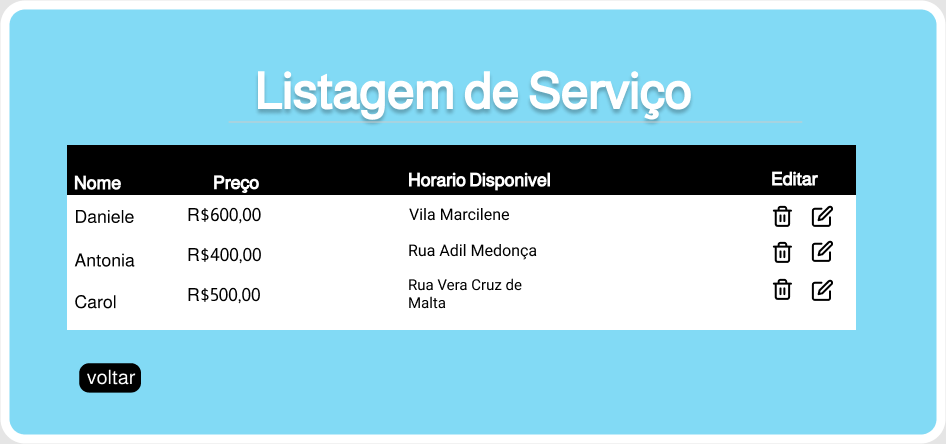 Listagem de Serviço
Nome Preço Horario Disponivel Editar
Daniele R$600,00 Vila Marcilene
Antonia R$400,00 Rua Adil Medonça
Carol R$500,00 Rua Vera Cruz de
Malta
voltar